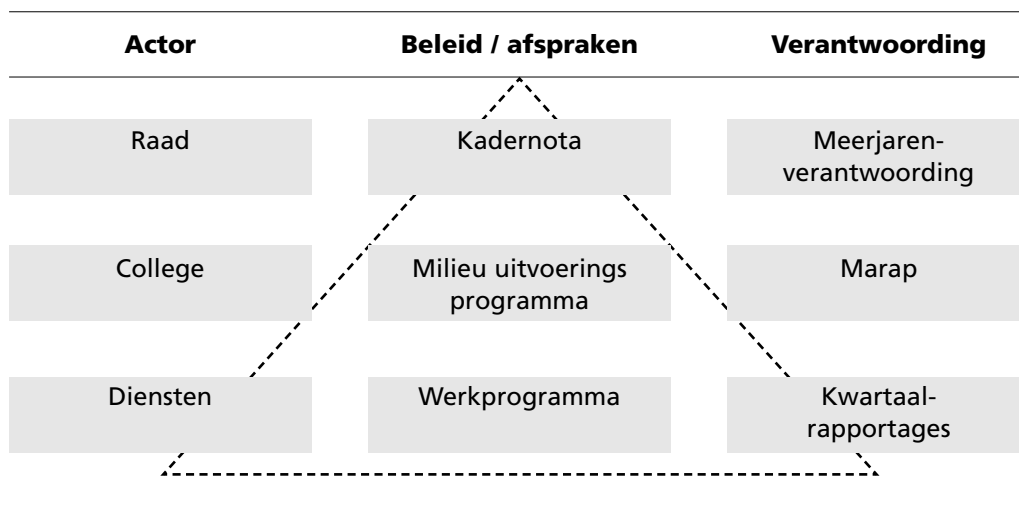 Actor Beleid / afspraken Verantwoording
Raad Kadernota Meerjaren-
verantwoording
College Milieu uitvoerings Marap
programma
Diensten Werkprogramma Kwartaal-
rapportages